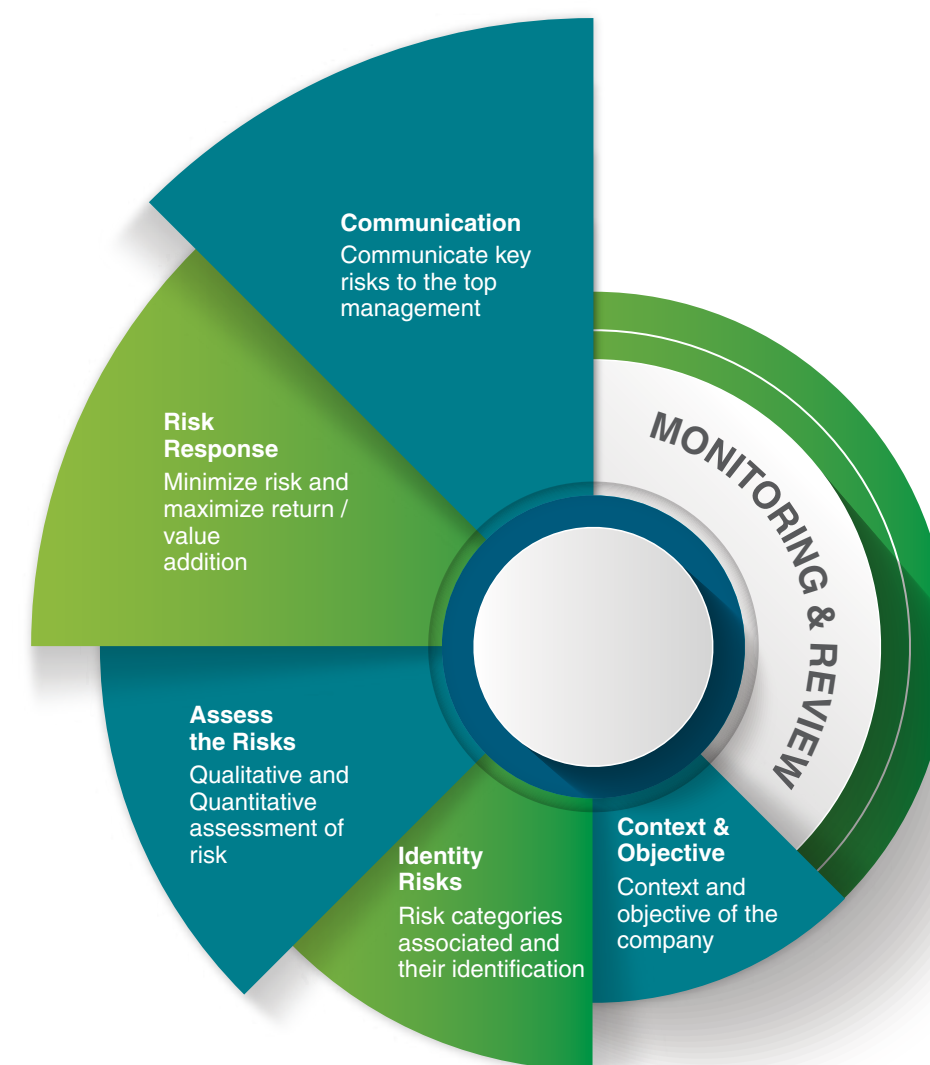 Communication
Communicate key
risks to the top
management
MONITORING & REVIEW
Risk
Response
Minimize risk and
maximize return /
value
addition
Assess
the Risks
Qualitative and
Quantitative
assessment of
risk
Identity
Risks
Risk categories
associated and
their identification
Context &
Objective
Context and
objective of the
company